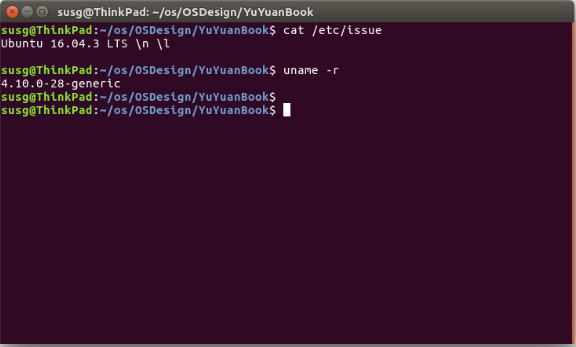 susg@ThinkPad: ~/os/OSDesign/YuYuanBook
susg@ThinkPad:~/os/OSDesign/YuYuanBook$ cat /etc/issue
Ubuntu 16.04.3 LTS \n \l
susg@ThinkPad:~/os/OSDesign/YuYuanBook$ uname -r
4.10.0-28-generic
susg@ThinkPad:~/os/OSDesign/YuYuanBook$
susg@ThinkPad:~/os/OSDesign/YuYuanBook$